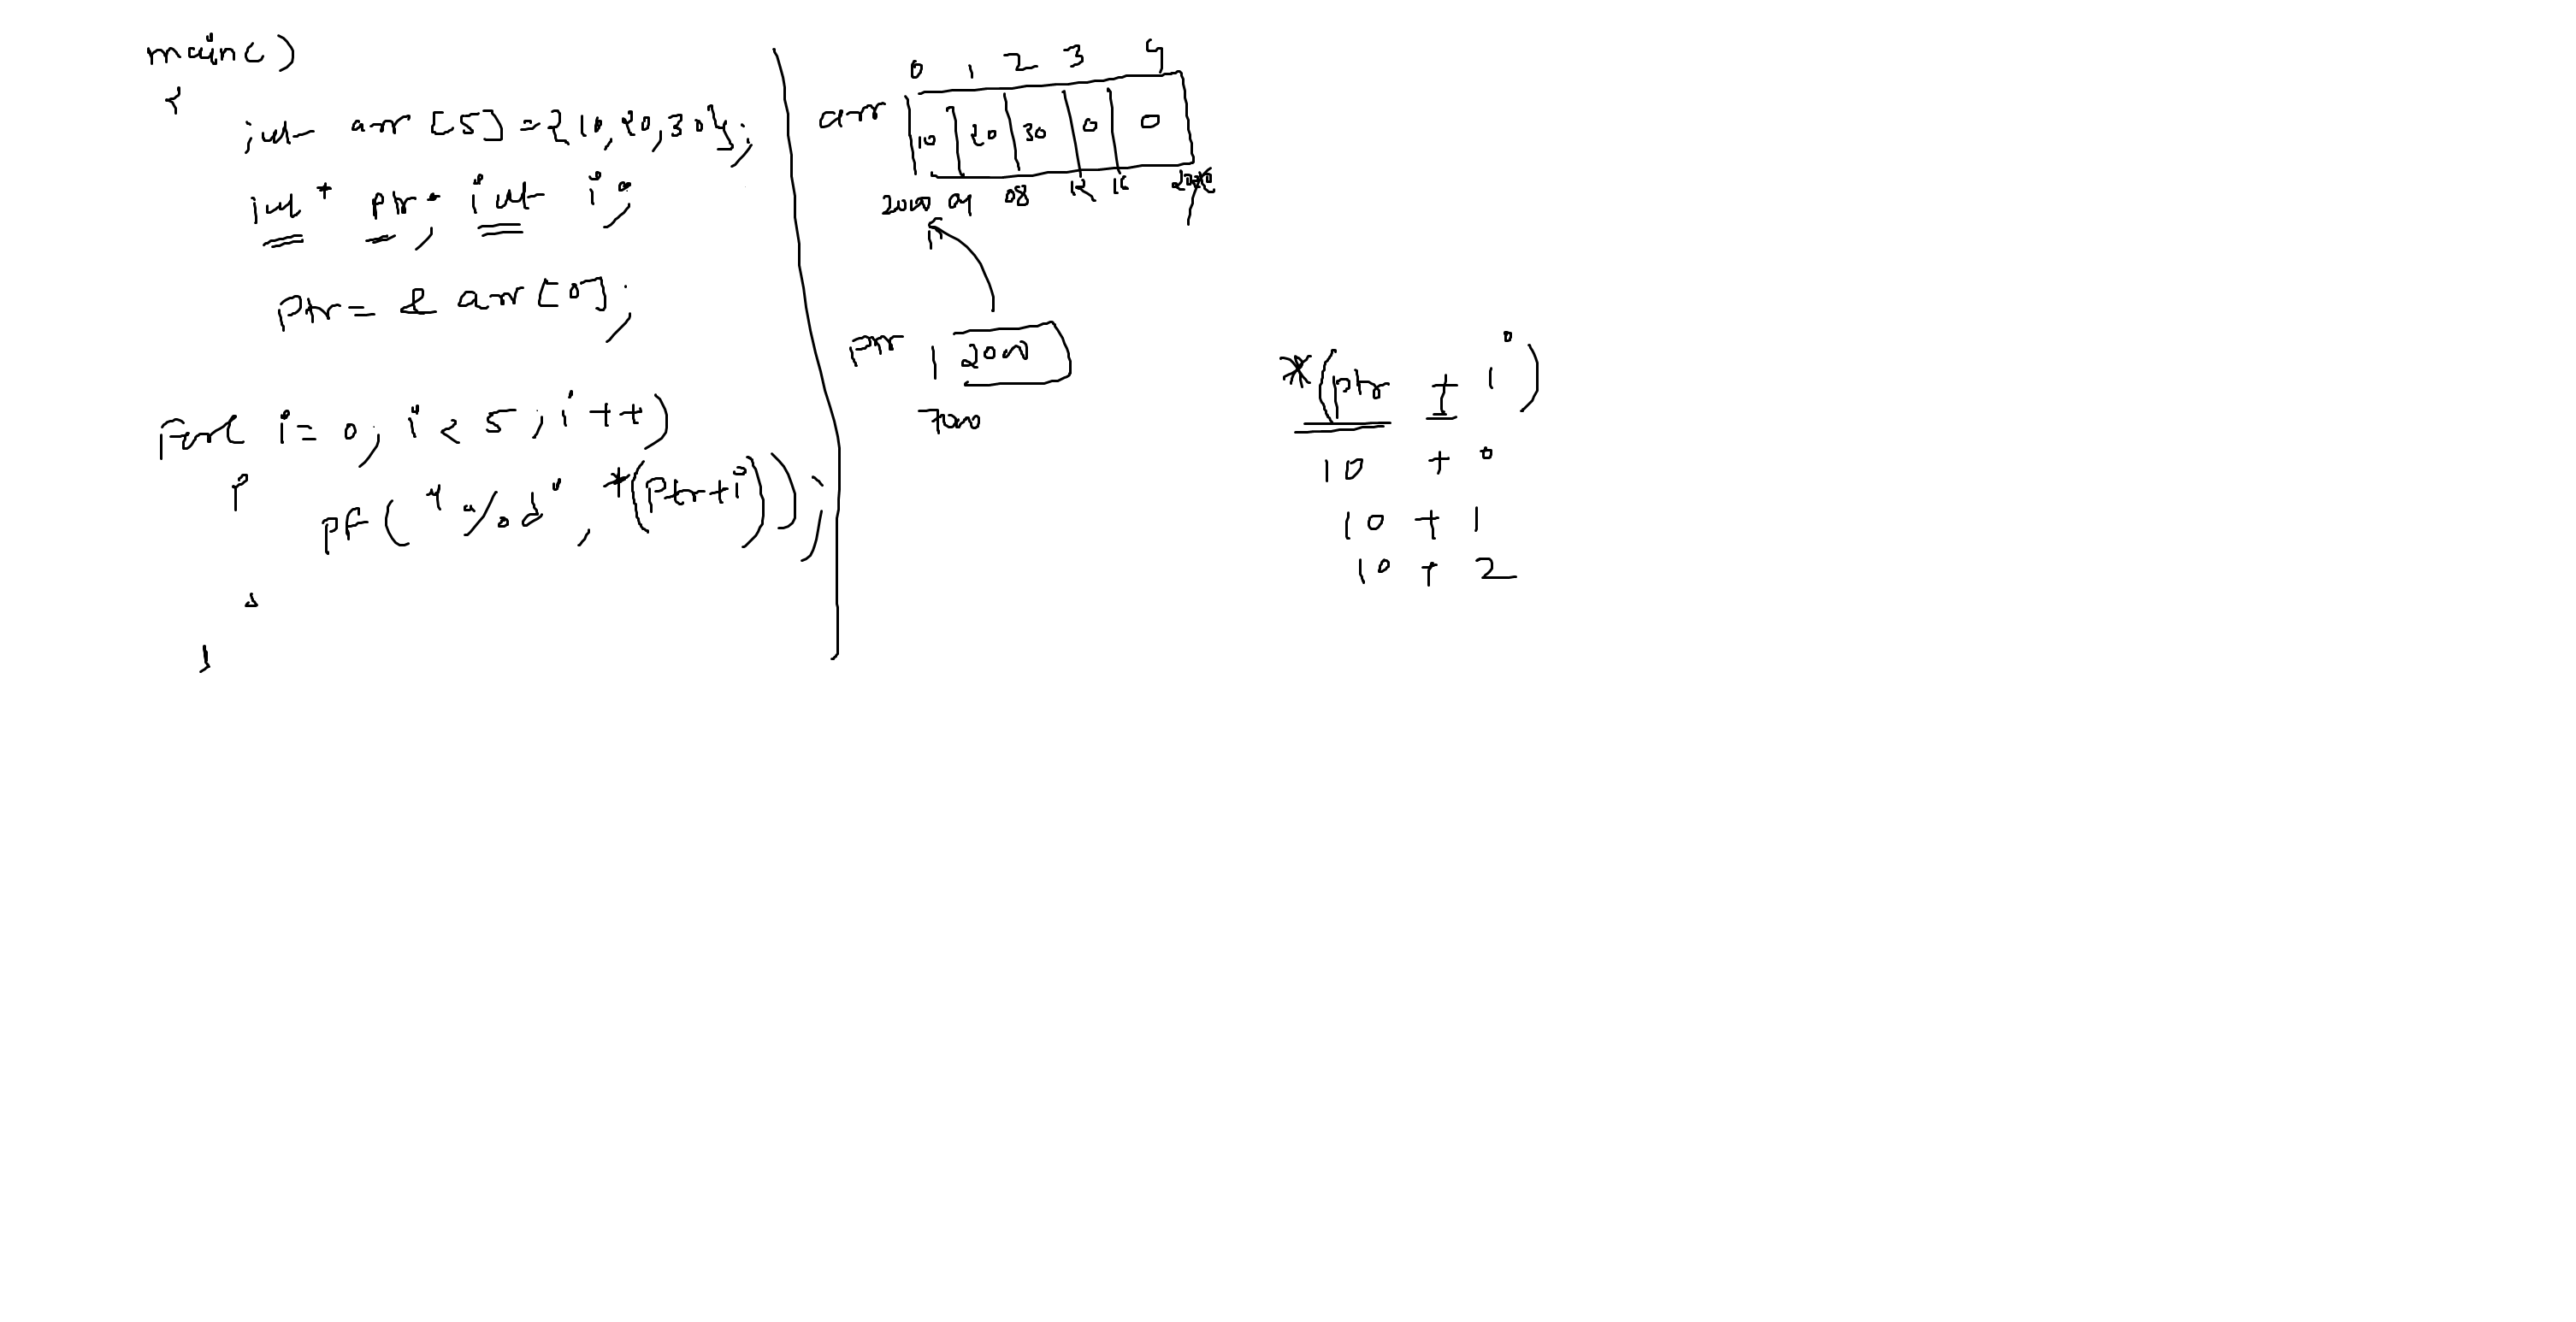 main()
{
int arr [5] = {10,20,30};
int * ptr; int i;
Ptr = & arr [0];
For( i = 0; i < 5; i++)
{
PF ( "%d", *(Ptr+i));
}
}
0 1 2 3 4
arr 10 20 30 0 0
2000 04 08 12 16
ptr 2000
7000
*(ptr + i)
10 + 0
10 + 1
10 + 2